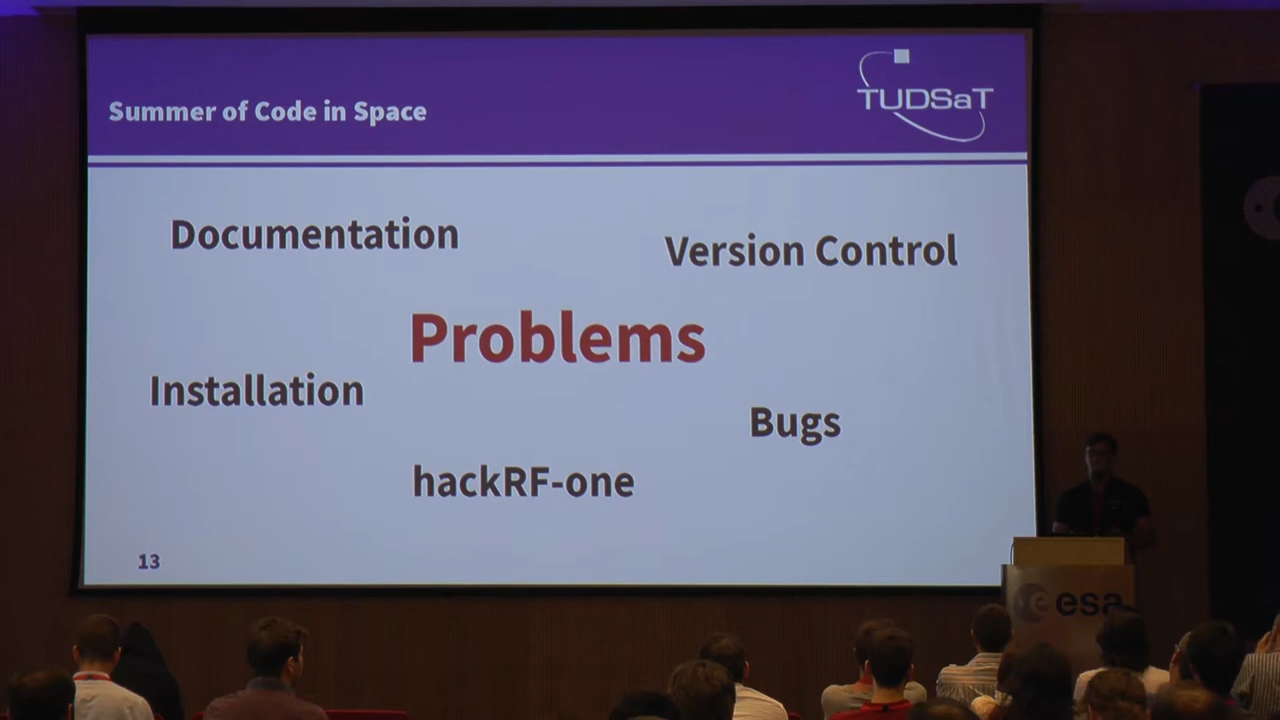 Summer of Code in Space
TUDSaT
Documentation
Version Control
Problems
Installation
Bugs
hackRF-one
13
esa